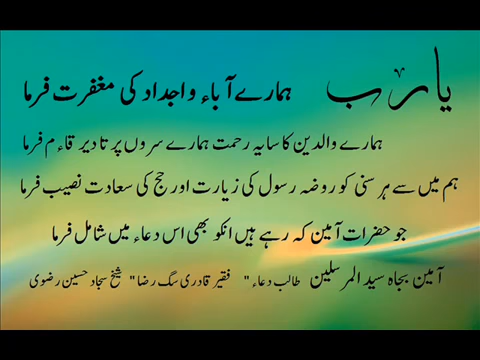 یا رب ہمارے آباء و اجداد کی مغفرت فرما
ہمارے والدین کا سایہ رحمت ہمارے سروں پر تا دیر قاءم فرما
ہم میں سے ہر سنی کو روضہ رسول کی زیارت اور حج کی سعادت نصیب فرما
جو حضرات آمین کہ رہے ہیں انکو بھی اس دعاء میں شامل فرما
آمین بجاہ سید المرسلین طالب دعاء " فقیر قادری سگ رضا " شیخ سجاد حسین رضوی